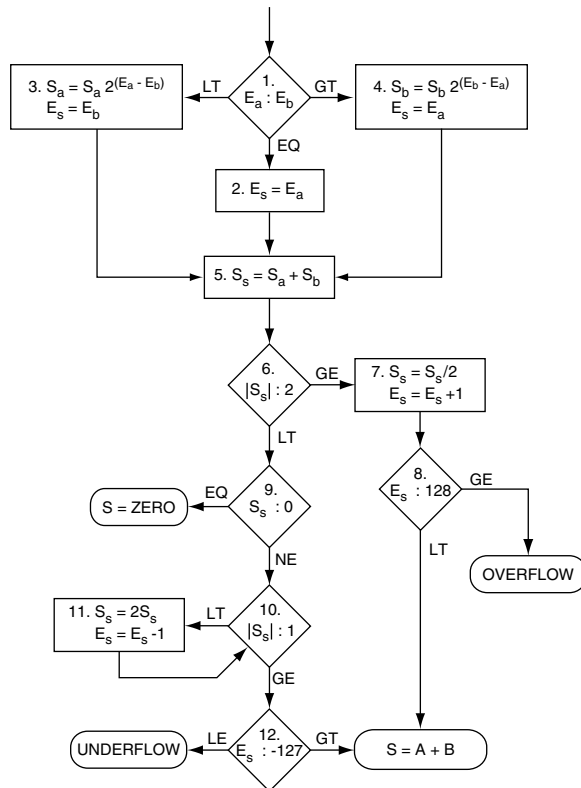 1.
E_a : E_b
LT
GT
3. S_a = S_a 2^(E_a - E_b)
E_s = E_b
4. S_b = S_b 2^(E_b - E_a)
E_s = E_a
EQ
2. E_s = E_a
5. S_s = S_a + S_b
6.
|S_s| : 2
GE
LT
7. S_s = S_s/2
E_s = E_s +1
8.
E_s : 128
GE
LT
OVERFLOW
9.
S_s : 0
EQ
S = ZERO
NE
10.
|S_s| : 1
LT
11. S_s = 2S_s
E_s = E_s -1
GE
12.
E_s : -127
LE
UNDERFLOW
GT
S = A + B